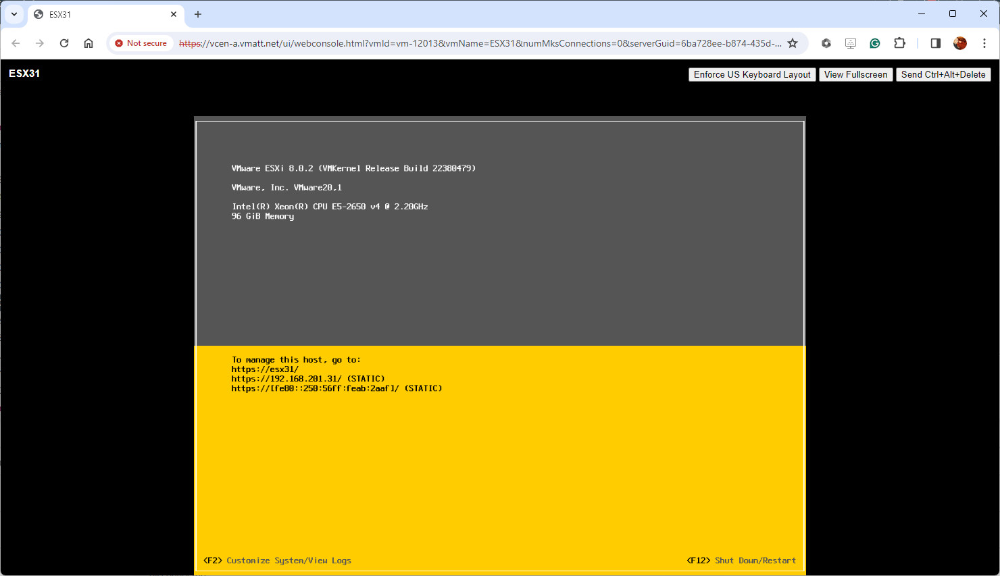 ESX31
Not secure
https://vcen-a.vmatt.net/ui/webconsole.html?vmId=vm-12013&vmName=ESX31&numMksConnections=0&serverGuid=6ba728ee-b874-435d-...
ESX31
Enforce US Keyboard Layout
View Fullscreen
Send Ctrl+Alt+Delete
VMware ESXi 8.0.2 (VMKernel Release Build 22380479)
VMware, Inc. VMware20,1
Intel(R) Xeon(R) CPU E5-2650 v4 @ 2.20GHz
96 GiB Memory
To manage this host, go to:
https://esx31/
https://192.168.201.31/ (STATIC)
https://[fe80::250:56ff:feab:2aaf]/ (STATIC)
<F2> Customize System/View Logs
<F12> Shut Down/Restart